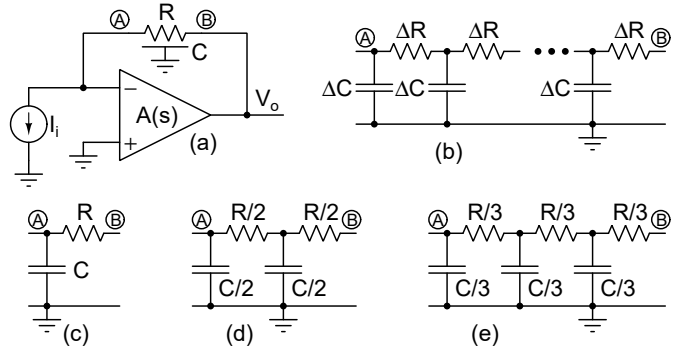 Ⓐ R Ⓑ
C
−
A(s)
+
I_i
V_o
(a)
Ⓐ ΔR ΔR ΔR Ⓑ
ΔC ΔC ΔC
(b)
Ⓐ R Ⓑ
C
(c)
Ⓐ R/2 R/2 Ⓑ
C/2 C/2
(d)
Ⓐ R/3 R/3 R/3 Ⓑ
C/3 C/3 C/3
(e)